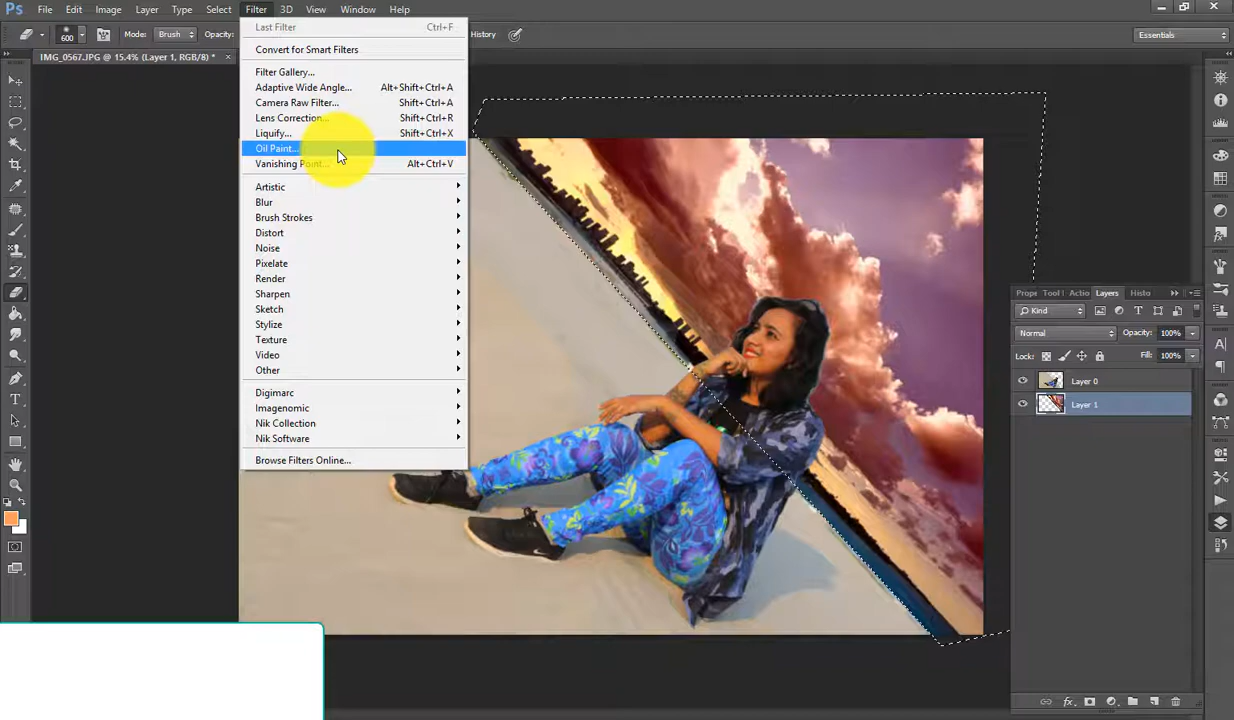 Ps File Edit Image Layer Type Select Filter 3D View Window Help
600 Mode: Brush Opacity: History Essentials
IMG_0567.JPG @ 15.4% (Layer 1, RGB/8) * ×
Last Filter Ctrl+F
Convert for Smart Filters
Filter Gallery...
Adaptive Wide Angle... Alt+Shift+Ctrl+A
Camera Raw Filter... Shift+Ctrl+A
Lens Correction... Shift+Ctrl+R
Liquify... Shift+Ctrl+X
Oil Paint...
Vanishing Point... Alt+Ctrl+V
Artistic
Blur
Brush Strokes
Distort
Noise
Pixelate
Render
Sharpen
Sketch
Stylize
Texture
Video
Other
Digimarc
Imagenomic
Nik Collection
Nik Software
Browse Filters Online...
Prope Tool I Actio Layers Histo
Kind
Normal Opacity: 100%
Lock: Fill: 100%
Layer 0
Layer 1